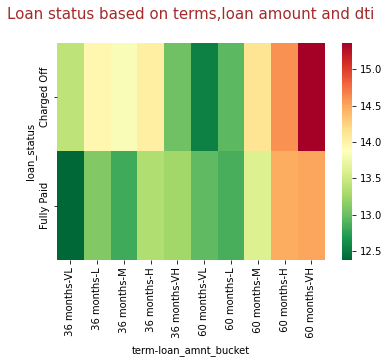 Loan status based on terms,loan amount and dti
loan_status
Charged Off
Fully Paid
15.0
14.5
14.0
13.5
13.0
12.5
36 months-VL
36 months-L
36 months-M
36 months-H
36 months-VH
60 months-VL
60 months-L
60 months-M
60 months-H
60 months-VH
term-loan_amnt_bucket